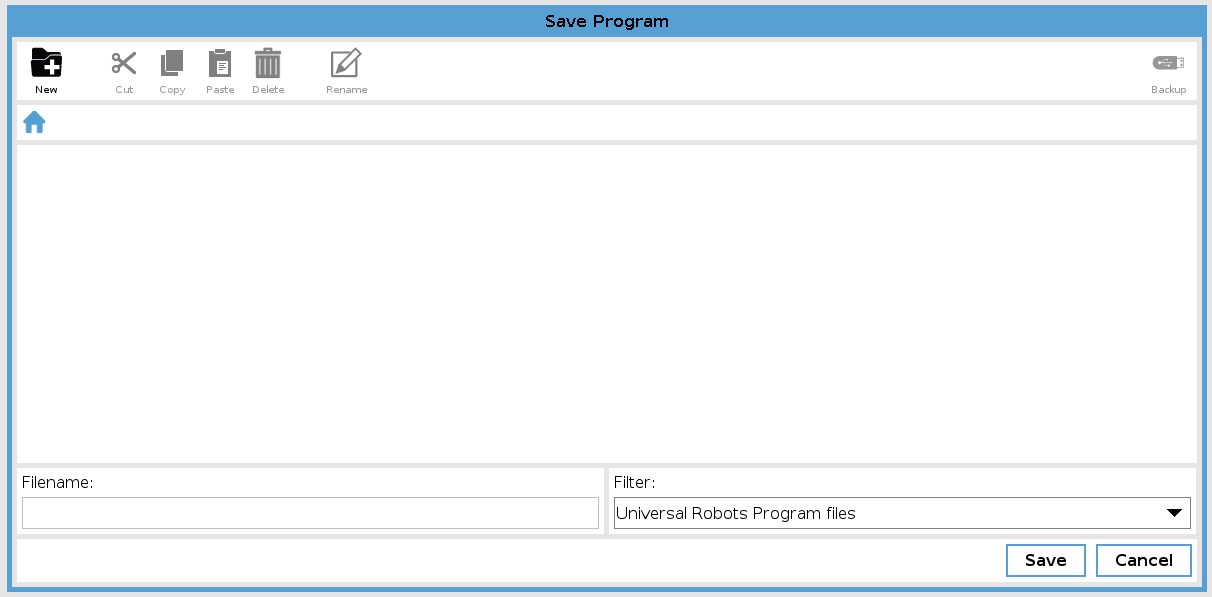 Save Program
New
Cut
Copy
Paste
Delete
Rename
Backup
Filename:
Filter:
Universal Robots Program files
Save
Cancel